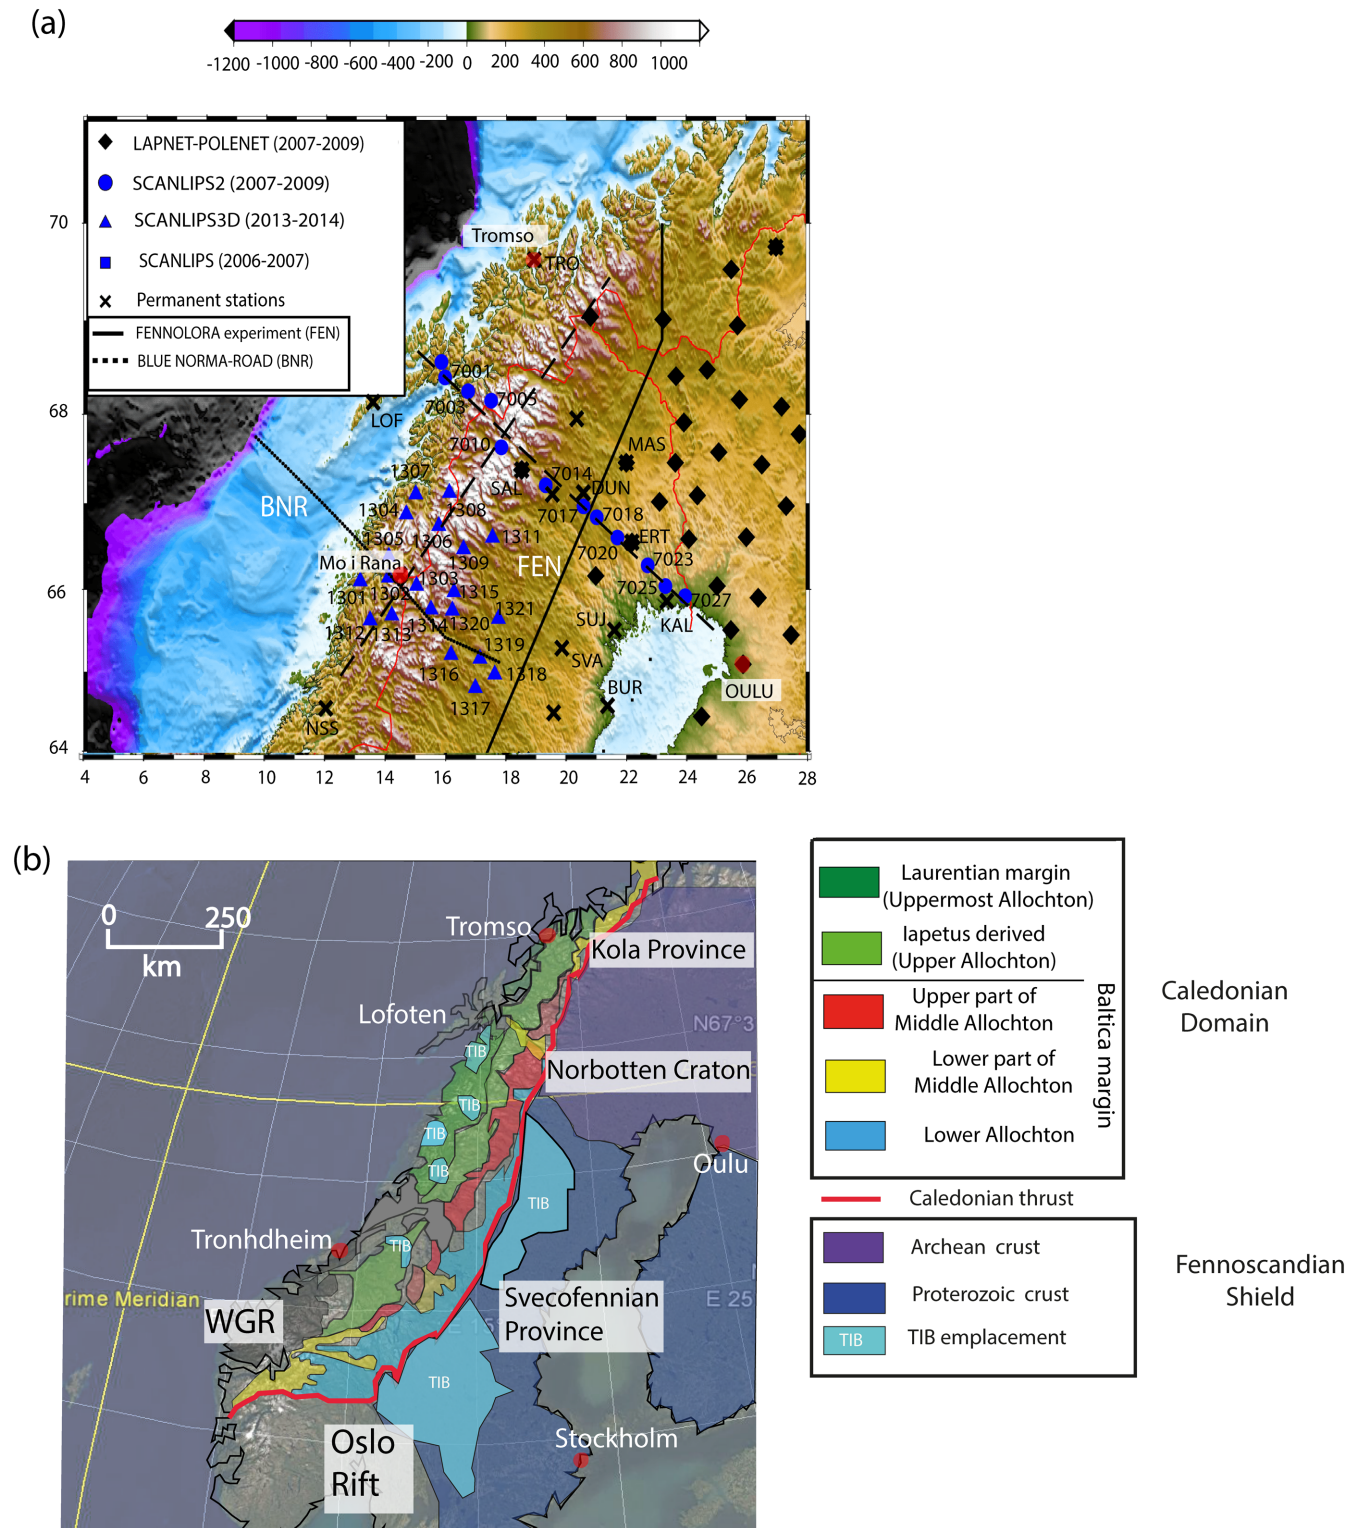 (a)
-1200 -1000 -800 -600 -400 -200 0 200 400 600 800 1000
LAPNET-POLENET (2007-2009)
SCANLIPS2 (2007-2009)
SCANLIPS3D (2013-2014)
SCANLIPS (2006-2007)
Permanent stations
FENNOLORA experiment (FEN)
BLUE NORMA-ROAD (BNR)
70
68
66
64
4 6 8 10 12 14 16 18 20 22 24 26 28
Tromso
TRO
7001
7003
7005
LOF
7010
MAS
1307
SAL
7014
DUN
BNR
1304
1308
7017
7018
1305
1306
1311
ERT
7020
Mo i Rana
1309
FEN
7023
1303
1301
1302
1315
7025
7027
1312
1313
1314
1320
1321
SUJ
KAL
1319
SVA
1316
1318
BUR
OULU
1317
NSS
(b)
0 250
km
Tromso
Kola Province
Lofoten
N67°3
TIB
Norbotten Craton
TIB
TIB
TIB
Oulu
TIB
Tronhdheim
TIB
rime Meridian
WGR
Svecofennian
Province
E 25
E 15
TIB
Oslo
Rift
Stockholm
Laurentian margin
(Uppermost Allochton)
Iapetus derived
(Upper Allochton)
Upper part of
Middle Allochton
Lower part of
Middle Allochton
Lower Allochton
Baltica margin
Caledonian
Domain
Caledonian thrust
Archean crust
Proterozoic crust
TIB TIB emplacement
Fennoscandian
Shield